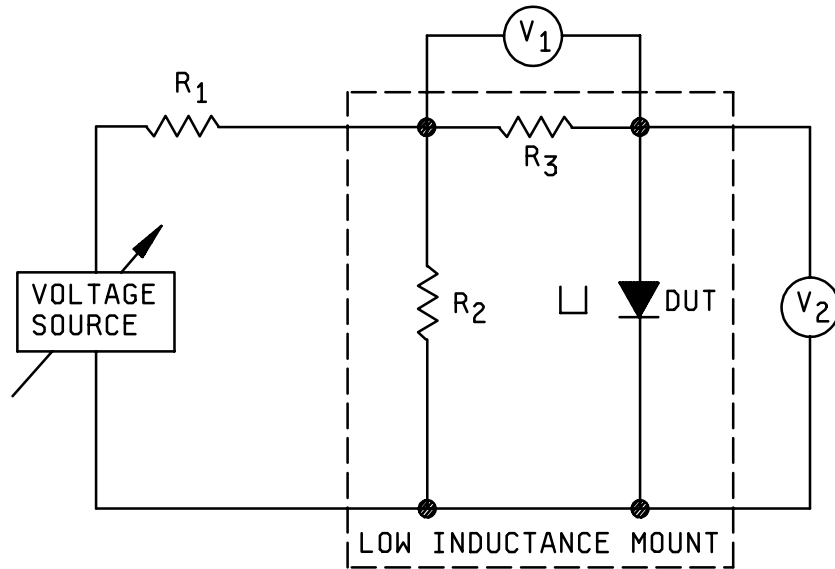 V1
R1
R3
VOLTAGE
SOURCE
R2
DUT
V2
LOW INDUCTANCE MOUNT